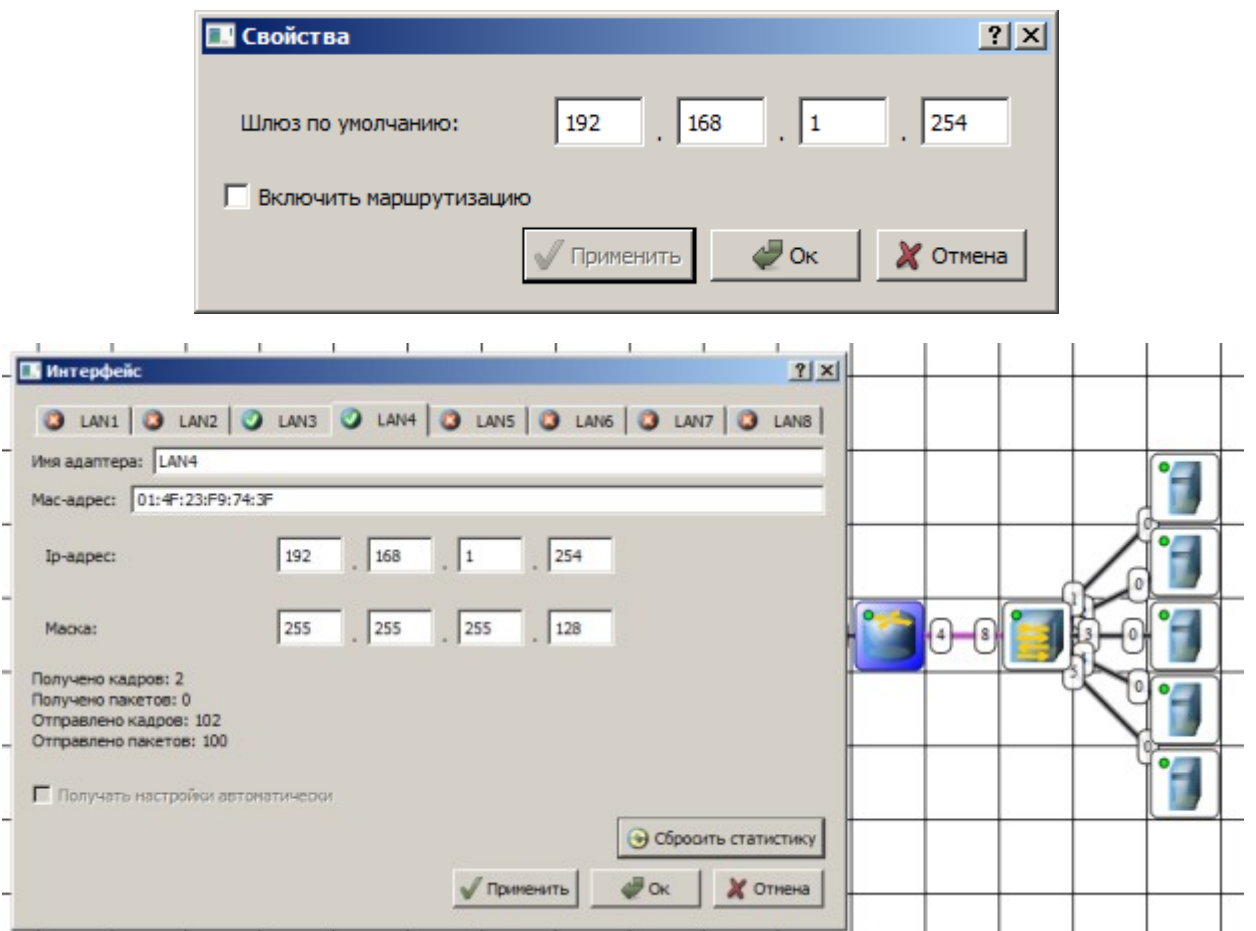 Свойства
Шлюз по умолчанию: 192 . 168 . 1 . 254
Включить маршрутизацию
Применить Ок Отмена
Интерфейс
LAN1 LAN2 LAN3 LAN4 LAN5 LAN6 LAN7 LAN8
Имя адаптера: LAN4
Mac-адрес: 01:4F:23:F9:74:3F
Ip-адрес: 192 . 168 . 1 . 254
Маска: 255 . 255 . 255 . 128
Получено кадров: 2
Получено пакетов: 0
Отправлено кадров: 102
Отправлено пакетов: 100
Получать настройки автоматически
Сбросить статистику
Применить Ок Отмена
0
0
1
4 8 3 0
0
5
0